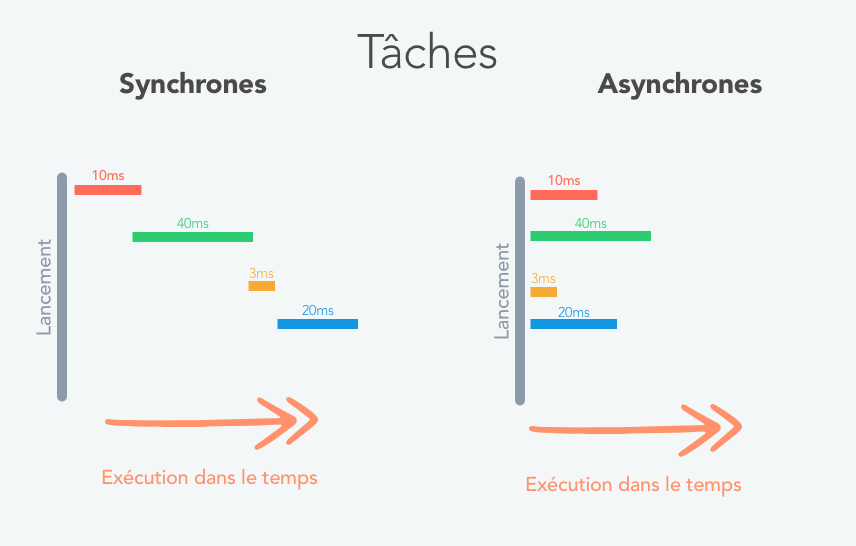 Tâches
Synchrones
10ms
40ms
3ms
20ms
Lancement
Exécution dans le temps
Asynchrones
10ms
40ms
3ms
20ms
Lancement
Exécution dans le temps